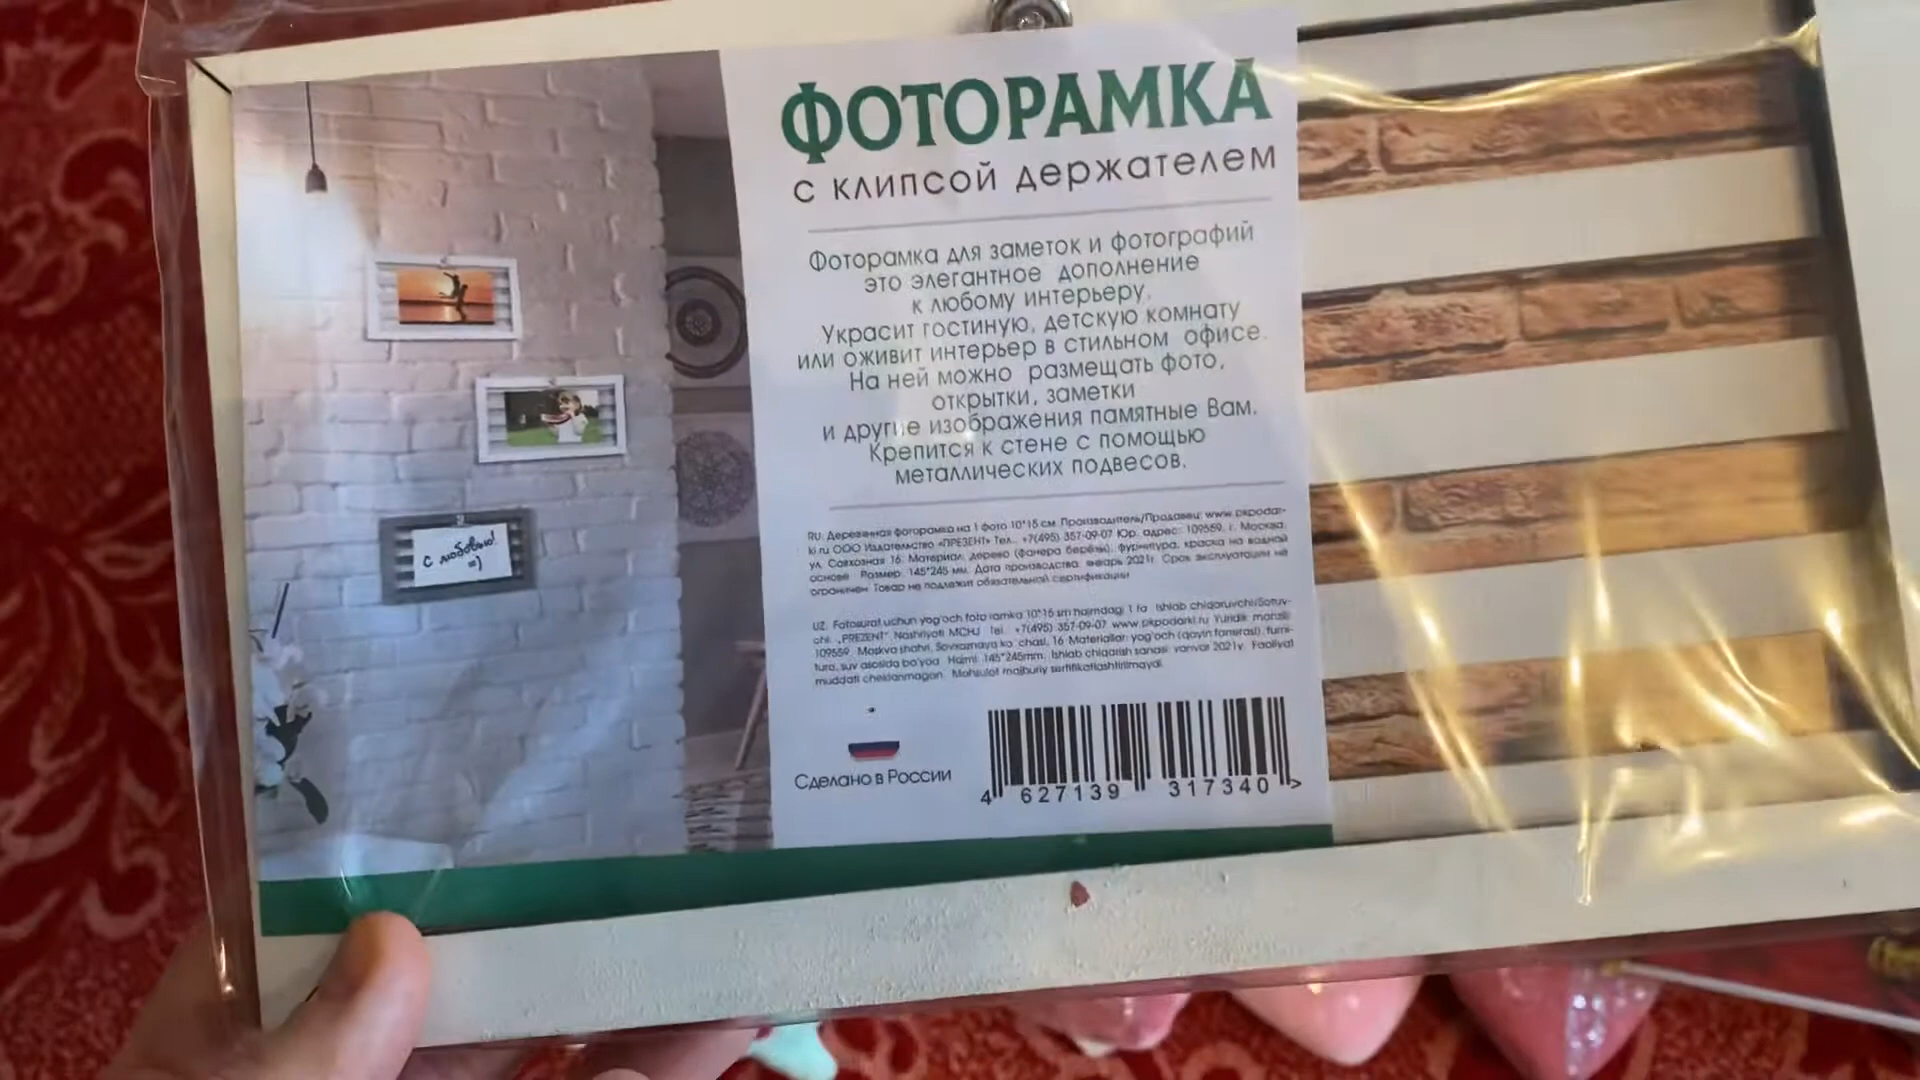 ФОТОРАМКА
с клипсой держателем
Фоторамка для заметок и фотографий
это элегантное дополнение
к любому интерьеру.
Украсит гостиную, детскую комнату
или оживит интерьер в стильном офисе.
На ней можно размещать фото,
открытки, заметки
и другие изображения памятные Вам.
Крепится к стене с помощью
металлических подвесов.
RU. Деревянная фоторамка на 1 фото 10*15 см. Производитель/Продавец: www.pkpodar-
ki.ru ООО Издательство «ПРЕЗЕНТ» Тел.: +7(495) 357-09-07 Юр. адрес: 109559, г. Москва,
ул. Совхозная 16. Материал: дерево (фанера берёзы), фурнитура, краска на водной
основе. Размер: 145*245 мм. Дата производства: январь 2021г. Срок эксплуатации не
ограничен. Товар не подлежит обязательной сертификации
UZ. Fotosurat uchun yog'och foto ramka 10*15 sm hajmdagi 1 ta. Ishlab chiqaruvchi/Sotuv-
chi: „PREZENT" Nashriyoti MCHJ Tel.: +7(495) 357-09-07 www.pkpodarki.ru Yuridik manzil:
109559, Moskva shahri, Sovxoznaya ko'chasi, 16 Materiallar: yog'och (qayin fanerasi), furni-
tura, suv asosida bo'yoq. Hajmi: 145*245mm. Ishlab chiqarish sanasi: yanvar 2021y. Faoliyat
muddati cheklanmagan. Mahsulot majburiy sertifikatlashtirilmaydi
С любовью!
=)
Сделано в России
4 627139 317340 >